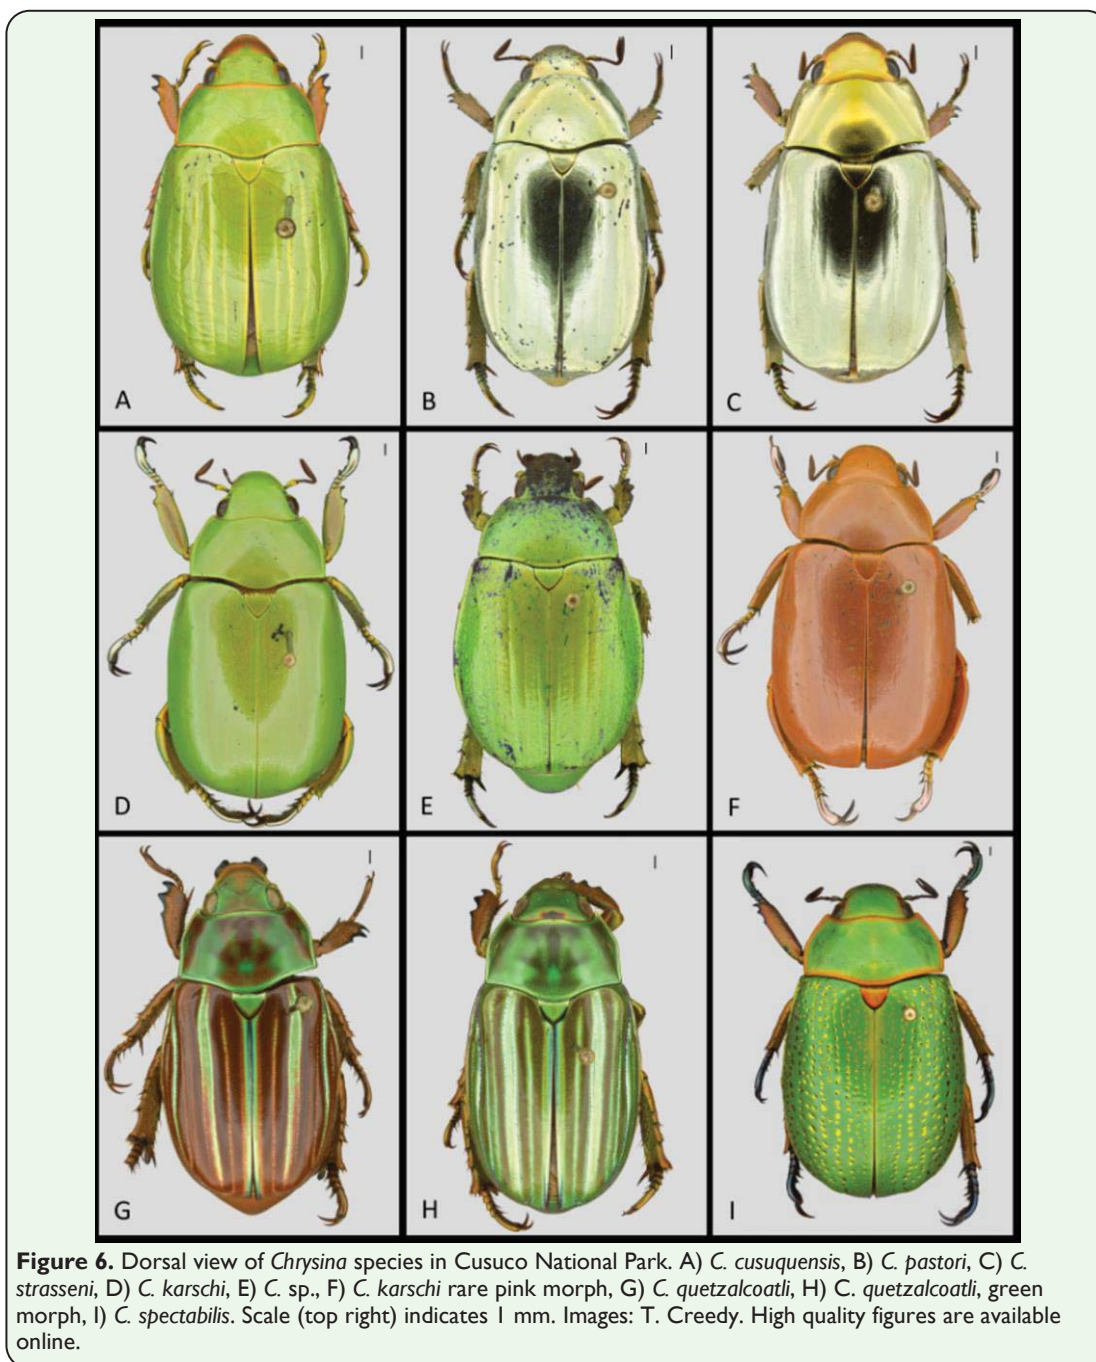 A
B
C
D
E
F
G
H
I
Figure 6. Dorsal view of Chrysina species in Cusuco National Park. A) C. cusuquensis, B) C. pastori, C) C.
strasseni, D) C. karschi, E) C. sp., F) C. karschi rare pink morph, G) C. quetzalcoatli, H) C. quetzalcoatli, green
morph, I) C. spectabilis. Scale (top right) indicates 1 mm. Images: T. Creedy. High quality figures are available
online.